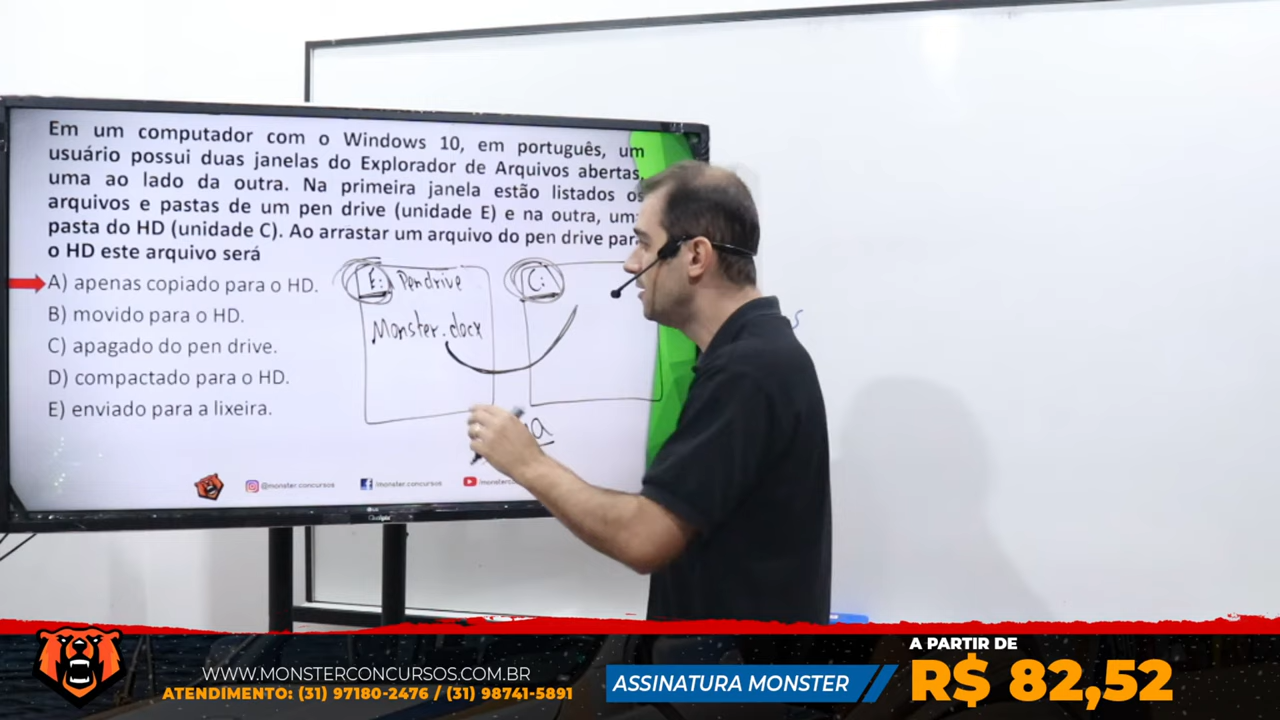 Em um computador com o Windows 10, em português, um
usuário possui duas janelas do Explorador de Arquivos abertas,
uma ao lado da outra. Na primeira janela estão listados os
arquivos e pastas de um pen drive (unidade E) e na outra, uma
pasta do HD (unidade C). Ao arrastar um arquivo do pen drive par
o HD este arquivo será
A) apenas copiado para o HD.
B) movido para o HD.
C) apagado do pen drive.
D) compactado para o HD.
E) enviado para a lixeira.
E: Pendrive
Monster.docx
C:
@monster.concursos
/monster.concursos
WWW.MONSTERCONCURSOS.COM.BR
ATENDIMENTO: (31) 97180-2476 / (31) 98741-5891
ASSINATURA MONSTER
A PARTIR DE
R$ 82,52